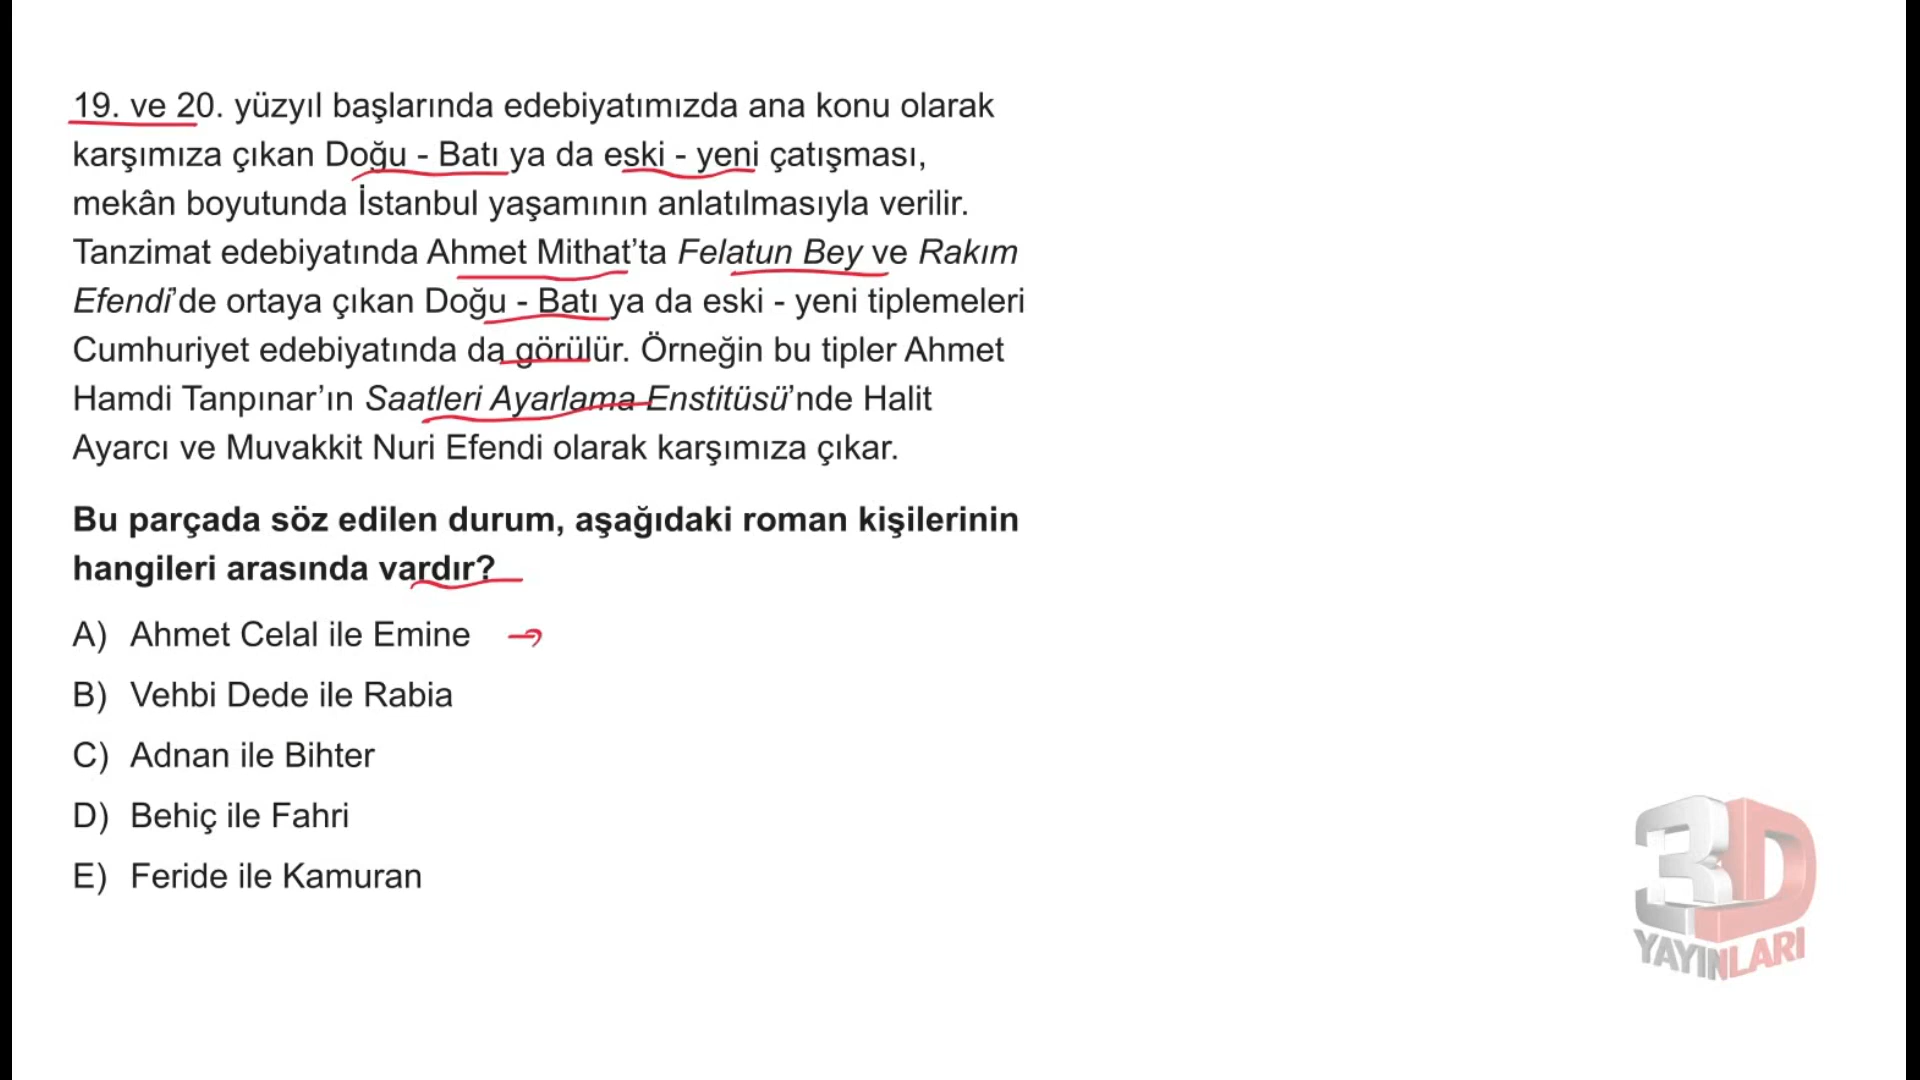 19. ve 20. yüzyıl başlarında edebiyatımızda ana konu olarak
karşımıza çıkan Doğu - Batı ya da eski - yeni çatışması,
mekân boyutunda İstanbul yaşamının anlatılmasıyla verilir.
Tanzimat edebiyatında Ahmet Mithat’ta Felatun Bey ve Rakım
Efendi’de ortaya çıkan Doğu - Batı ya da eski - yeni tiplemeleri
Cumhuriyet edebiyatında da görülür. Örneğin bu tipler Ahmet
Hamdi Tanpınar’ın Saatleri Ayarlama Enstitüsü’nde Halit
Ayarcı ve Muvakkit Nuri Efendi olarak karşımıza çıkar.
Bu parçada söz edilen durum, aşağıdaki roman kişilerinin
hangileri arasında vardır?
A) Ahmet Celal ile Emine
B) Vehbi Dede ile Rabia
C) Adnan ile Bihter
D) Behiç ile Fahri
E) Feride ile Kamuran
3D
YAYINLARI